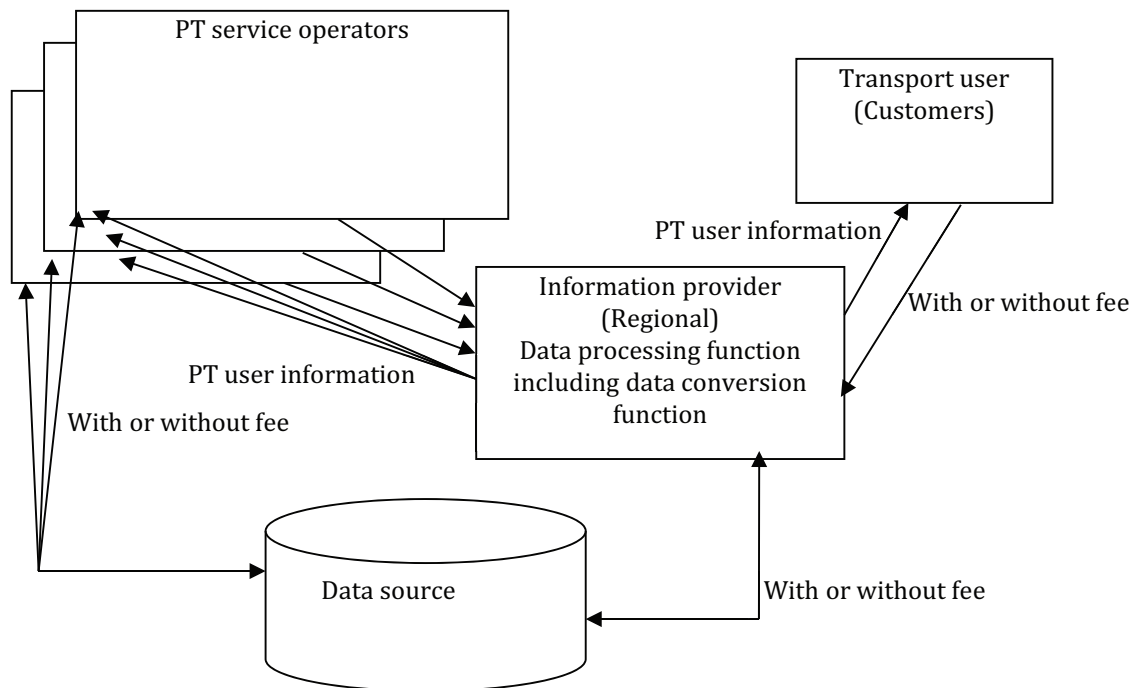 PT service operators
Transport user
(Customers)
PT user information
Information provider
(Regional)
Data processing function
including data conversion
function
With or without fee
PT user information
With or without fee
Data source
With or without fee